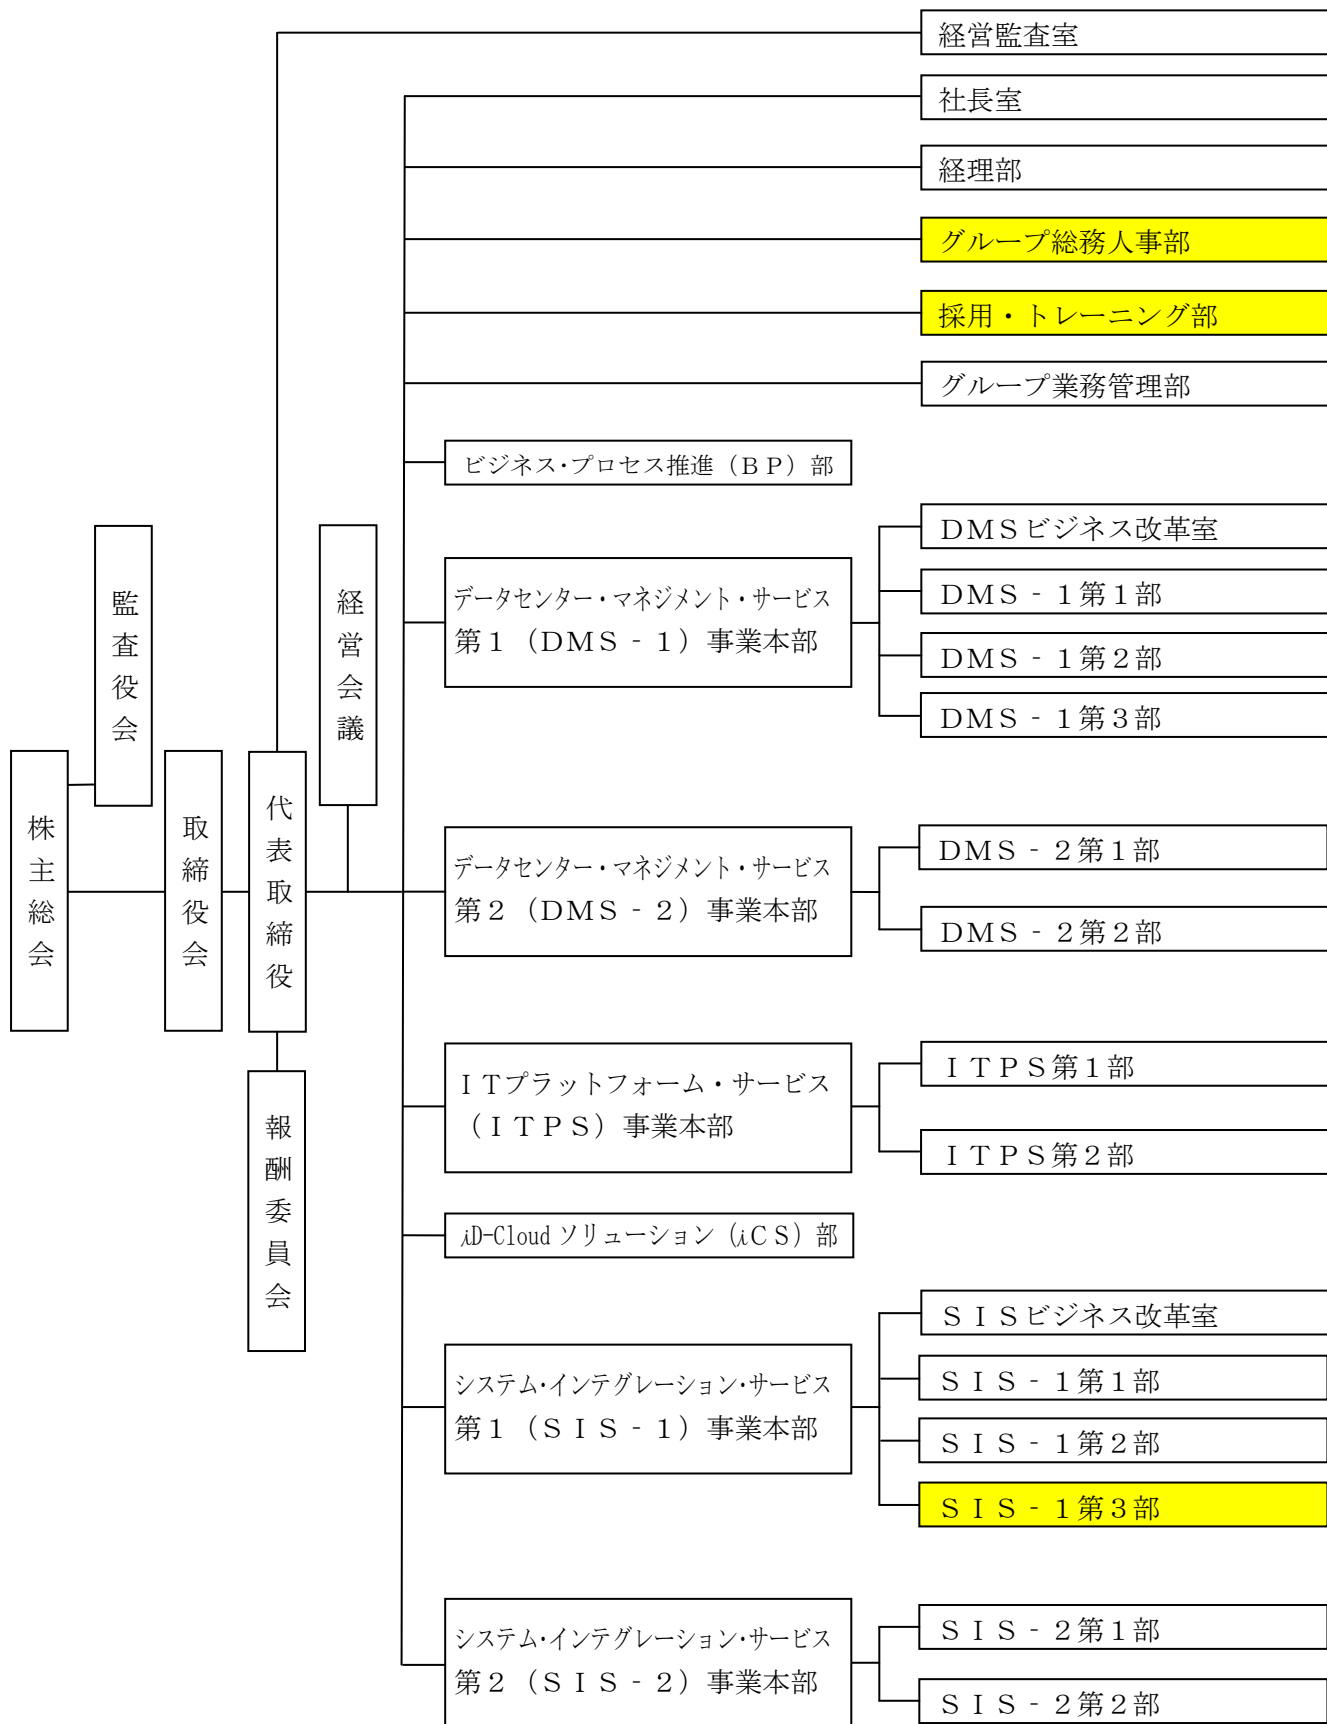 経営監査室
社長室
経理部
グループ総務人事部
採用・トレーニング部
グループ業務管理部
ビジネス・プロセス推進（ＢＰ）部
株主総会
監査役会
取締役会
代表取締役
報酬委員会
経営会議
データセンター・マネジメント・サービス
第１（ＤＭＳ‐１）事業本部
ＤＭＳビジネス改革室
ＤＭＳ‐１第１部
ＤＭＳ‐１第２部
ＤＭＳ‐１第３部
データセンター・マネジメント・サービス
第２（ＤＭＳ‐２）事業本部
ＤＭＳ‐２第１部
ＤＭＳ‐２第２部
ＩＴプラットフォーム・サービス
（ＩＴＰＳ）事業本部
ＩＴＰＳ第１部
ＩＴＰＳ第２部
iD-Cloud ソリューション（iＣＳ）部
システム・インテグレーション・サービス
第１（ＳＩＳ‐１）事業本部
ＳＩＳビジネス改革室
ＳＩＳ‐１第１部
ＳＩＳ‐１第２部
ＳＩＳ‐１第３部
システム・インテグレーション・サービス
第２（ＳＩＳ‐２）事業本部
ＳＩＳ‐２第１部
ＳＩＳ‐２第２部